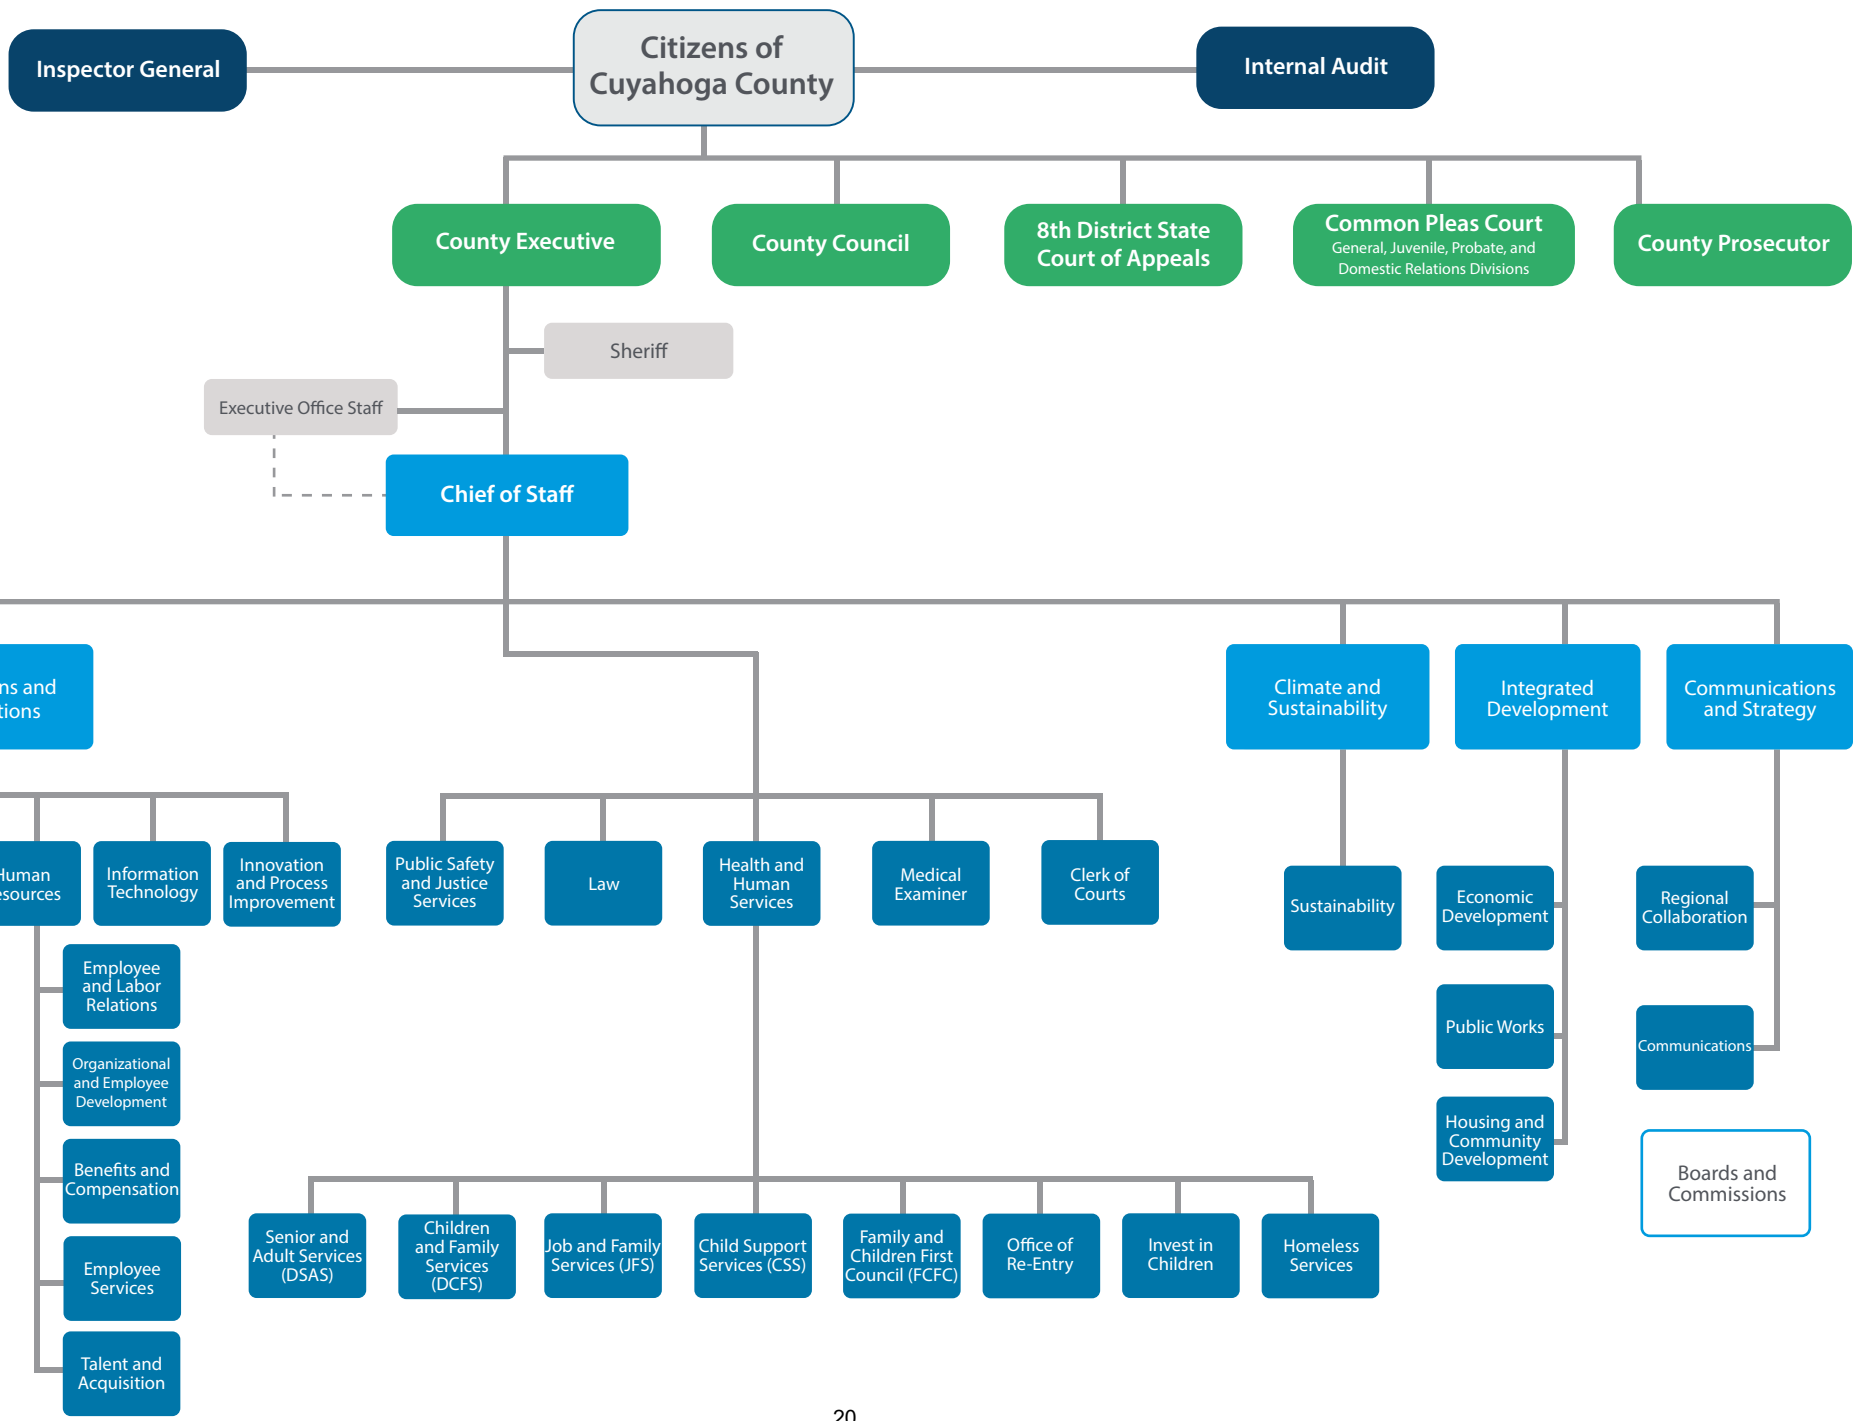 Inspector General
Citizens of
Cuyahoga County
Internal Audit
County Executive
County Council
8th District State
Court of Appeals
Common Pleas Court
General, Juvenile, Probate, and
Domestic Relations Divisions
County Prosecutor
Sheriff
Executive Office Staff
Chief of Staff
and
Climate and
Sustainability
Integrated
Development
Communications
and Strategy
Human
Information
Technology
Innovation
and Process
Improvement
Public Safety
and Justice
Services
Law
Health and
Human
Services
Medical
Examiner
Clerk of
Courts
Sustainability
Economic
Development
Regional
Collaboration
Employee
and Labor
Relations
Public Works
Communications
Organizational
and Employee
Development
Housing and
Community
Development
Benefits and
Compensation
Boards and
Commissions
Senior and
Adult Services
(DSAS)
Children
and Family
Services
(DCFS)
Job and Family
Services (JFS)
Child Support
Services (CSS)
Family and
Children First
Council (FCFC)
Office of
Re-Entry
Invest in
Children
Homeless
Services
Employee
Services
Talent and
Acquisition
20